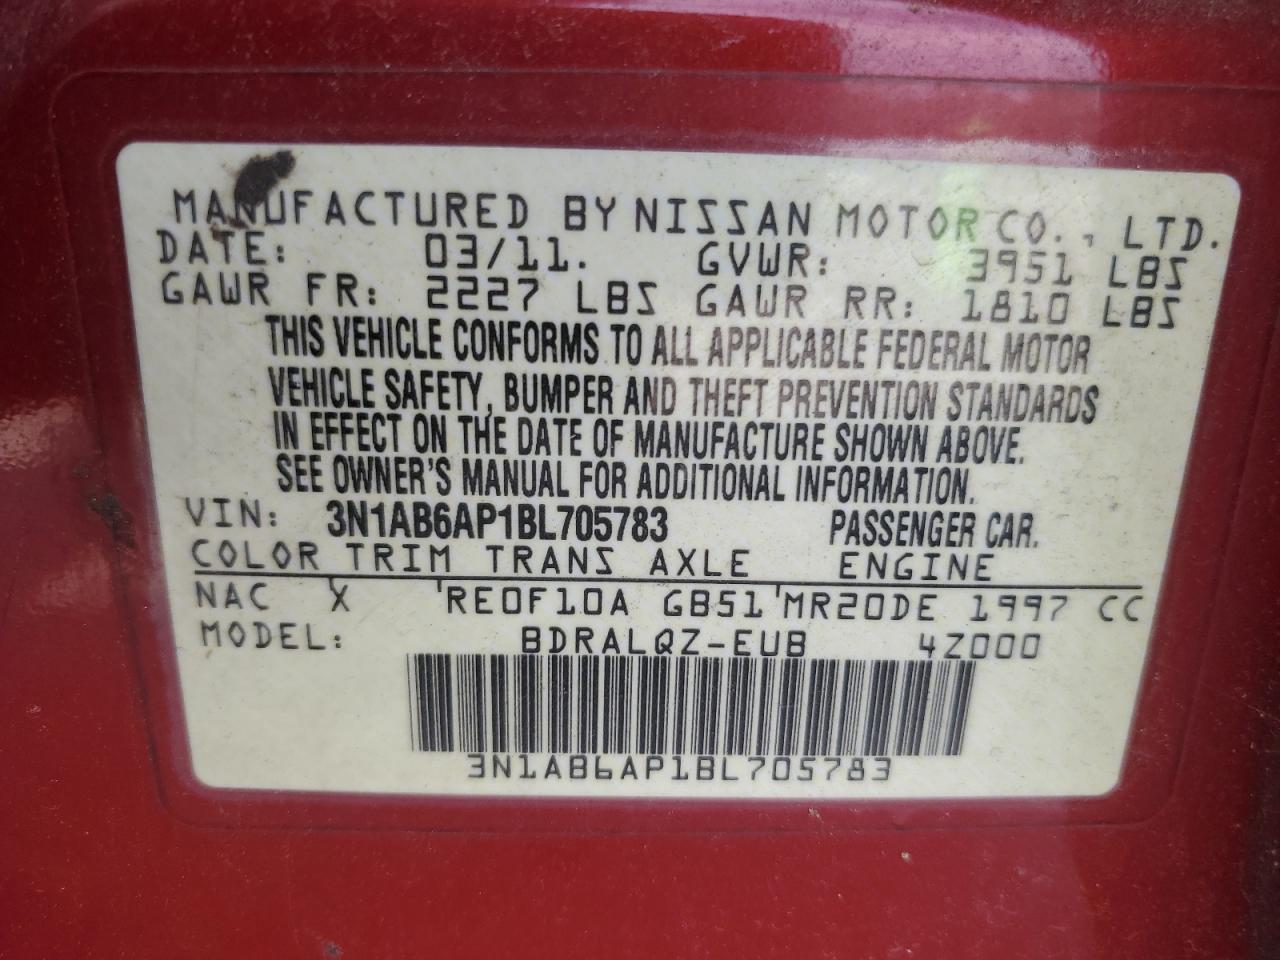 MANUFACTURED BY NISSAN MOTOR CO., LTD.
DATE: 03/11. GVWR: 3951 LBS
GAWR FR: 2227 LBS GAWR RR: 1810 LBS
THIS VEHICLE CONFORMS TO ALL APPLICABLE FEDERAL MOTOR
VEHICLE SAFETY, BUMPER AND THEFT PREVENTION STANDARDS
IN EFFECT ON THE DATE OF MANUFACTURE SHOWN ABOVE.
SEE OWNER'S MANUAL FOR ADDITIONAL INFORMATION.
VIN: 3N1AB6AP1BL705783 PASSENGER CAR.
COLOR TRIM TRANS AXLE ENGINE
NAC X 'RE0F10A GB51'MR20DE 1997 CC
MODEL: BDRALQZ-EUB 4Z000
3N1AB6AP1BL705783